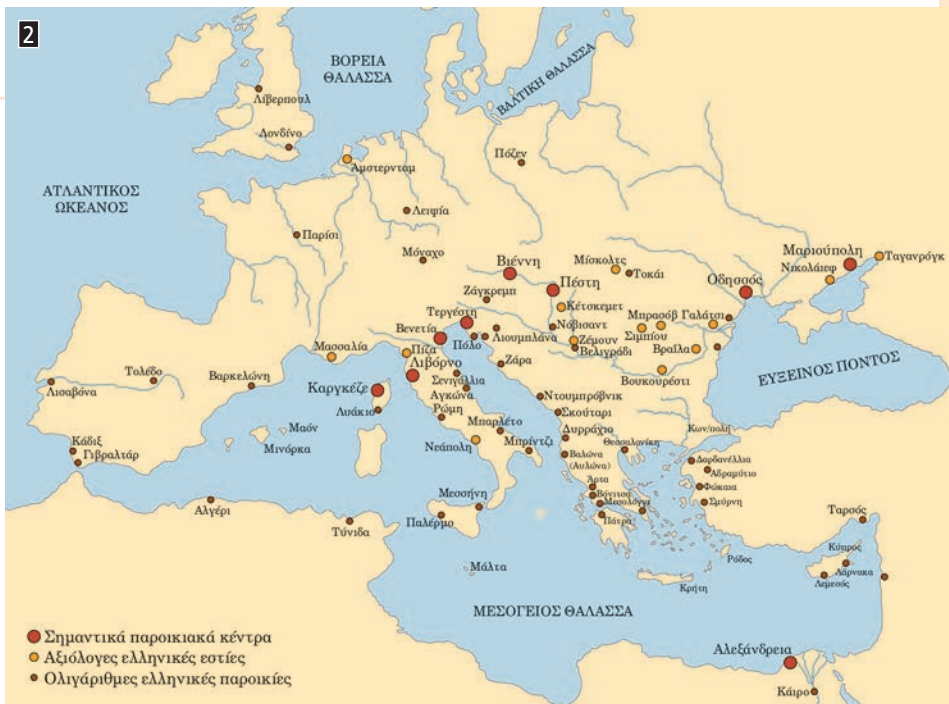 2
ΒΟΡΕΙΑ
ΘΑΛΑΣΣΑ
ΒΑΛΤΙΚΗ ΘΑΛΑΣΣΑ
Λίβερπουλ
Λονδίνο
Άμστερνταμ
Πόζεν
ΑΤΛΑΝΤΙΚΟΣ
ΩΚΕΑΝΟΣ
Λειψία
Παρίσι
Μόναχο
Βιέννη
Μίσκολτς
Τοκάι
Μαριούπολη
Ταγανρόγκ
Νικολάιεφ
Οδησσός
Πέστη
Ζάγκρεμπ
Κέτσκεμετ
Μπρασόβ
Γαλάτσι
Τεργέστη
Νόβισαντ
Σιμπίου
Βενετία
Λιουμπλάνα
Πόλο
Ζέμουν
Βελιγράδι
Βραΐλα
Μασσαλία
Πίζα
Λιβόρνο
Ζάρα
Βουκουρέστι
ΕΥΞΕΙΝΟΣ ΠΟΝΤΟΣ
Τολέδο
Βαρκελώνη
Λισαβόνα
Καργκέζε
Σενιγάλλια
Αγκώνα
Λυάκιο
Ρώμη
Ντουμπρόβνικ
Σκούταρι
Μπαρλέτο
Δυρράχιο
Κων/πολη
Μαόν
Μινόρκα
Νεάπολη
Μπρίντζι
Θεσσαλονίκη
Κάδιξ
Γιβραλτάρ
Βαλώνα
(Αυλώνα)
Δαρδανέλλια
Αδραμύτιο
Άρτα
Φώκαια
Βόνιτσα
Μεσολόγγι
Σμύρνη
Μεσσήνη
Πάτρα
Αλγέρι
Τύνιδα
Παλέρμο
Ταρσός
Μάλτα
Ρόδος
Κύπρος
Λάρνακα
Λεμεσός
Κρήτη
ΜΕΣΟΓΕΙΟΣ ΘΑΛΑΣΣΑ
Σημαντικά παροικιακά κέντρα
Αξιόλογες ελληνικές εστίες
Ολιγάριθμες ελληνικές παροικίες
Αλεξάνδρεια
Κάιρο